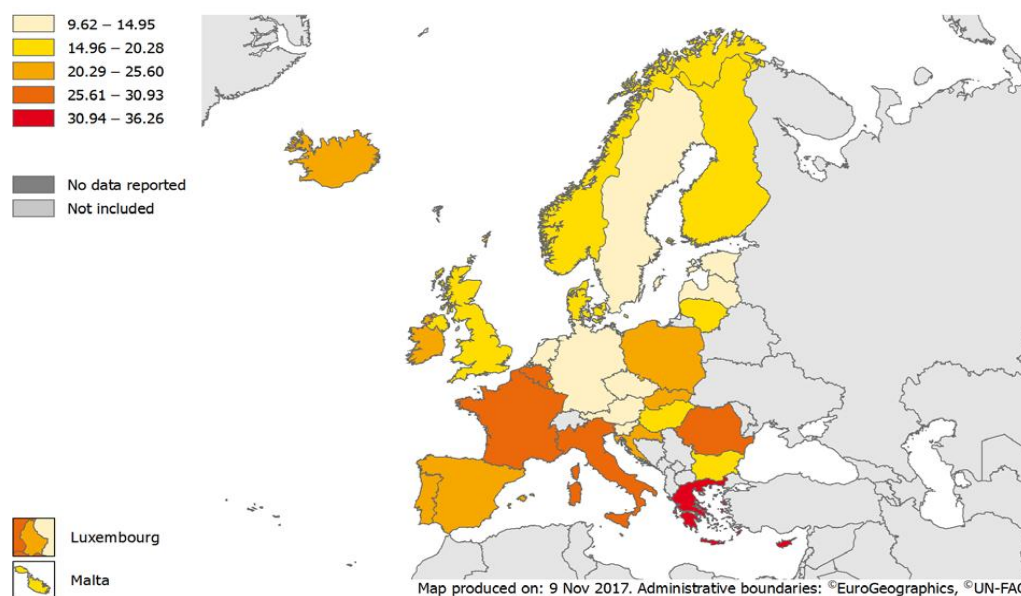 9.62 – 14.95
14.96 – 20.28
20.29 – 25.60
25.61 – 30.93
30.94 – 36.26
No data reported
Not included
Luxembourg
Malta
Map produced on: 9 Nov 2017. Administrative boundaries: ©EuroGeographics, ©UN-FAO